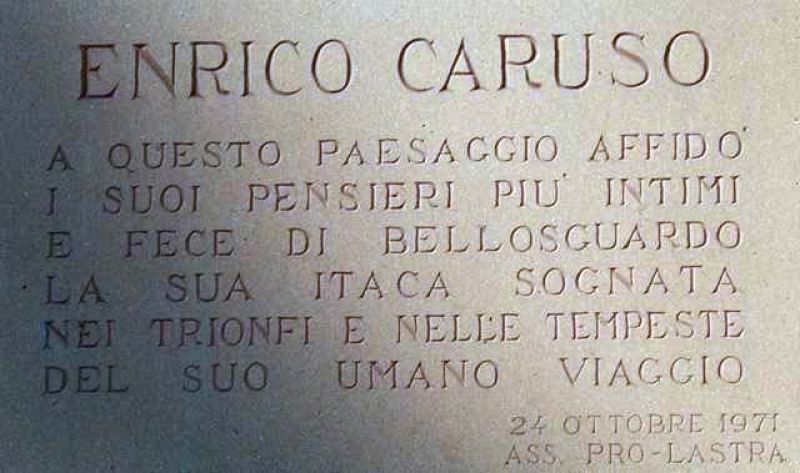 ENRICO CARUSO
A QUESTO PAESAGGIO AFFIDO'
I SUOI PENSIERI PIU' INTIMI
E FECE DI BELLOSGUARDO
LA SUA ITACA SOGNATA
NEI TRIONFI E NELLE TEMPESTE
DEL SUO UMANO VIAGGIO
24 OTTOBRE 1971
ASS. PRO-LASTRA